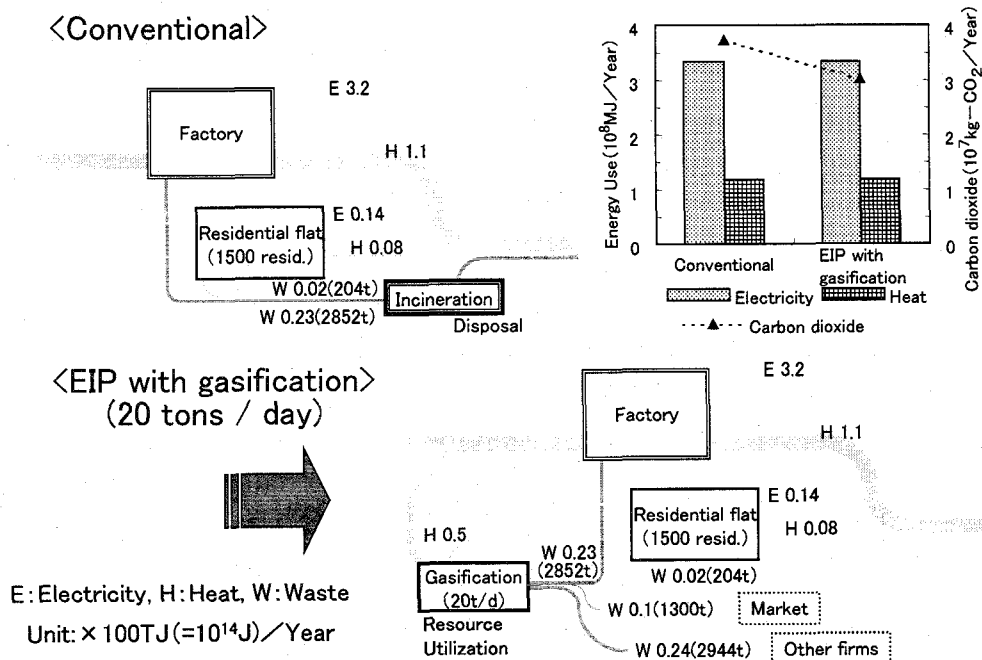 <Conventional>
E 3.2
Factory
H 1.1
E 0.14
Residential flat
(1500 resid.)
H 0.08
W 0.02(204t)
Incineration
W 0.23(2852t)
Disposal
Energy Use(10⁸MJ/Year)
4
3
2
1
0
4
3
2
1
0
Carbon dioxide(10⁷kg-CO₂/Year)
Conventional
EIP with
gasification
Electricity
Heat
Carbon dioxide
<EIP with gasification>
(20 tons / day)
E 3.2
Factory
H 1.1
E 0.14
Residential flat
(1500 resid.)
H 0.08
H 0.5
W 0.23
(2852t)
Gasification
(20t/d)
W 0.02(204t)
W 0.1(1300t)
Market
Resource
Utilization
W 0.24(2944t)
Other firms
E:Electricity, H:Heat, W:Waste
Unit:×100TJ(=10¹⁴J)/Year